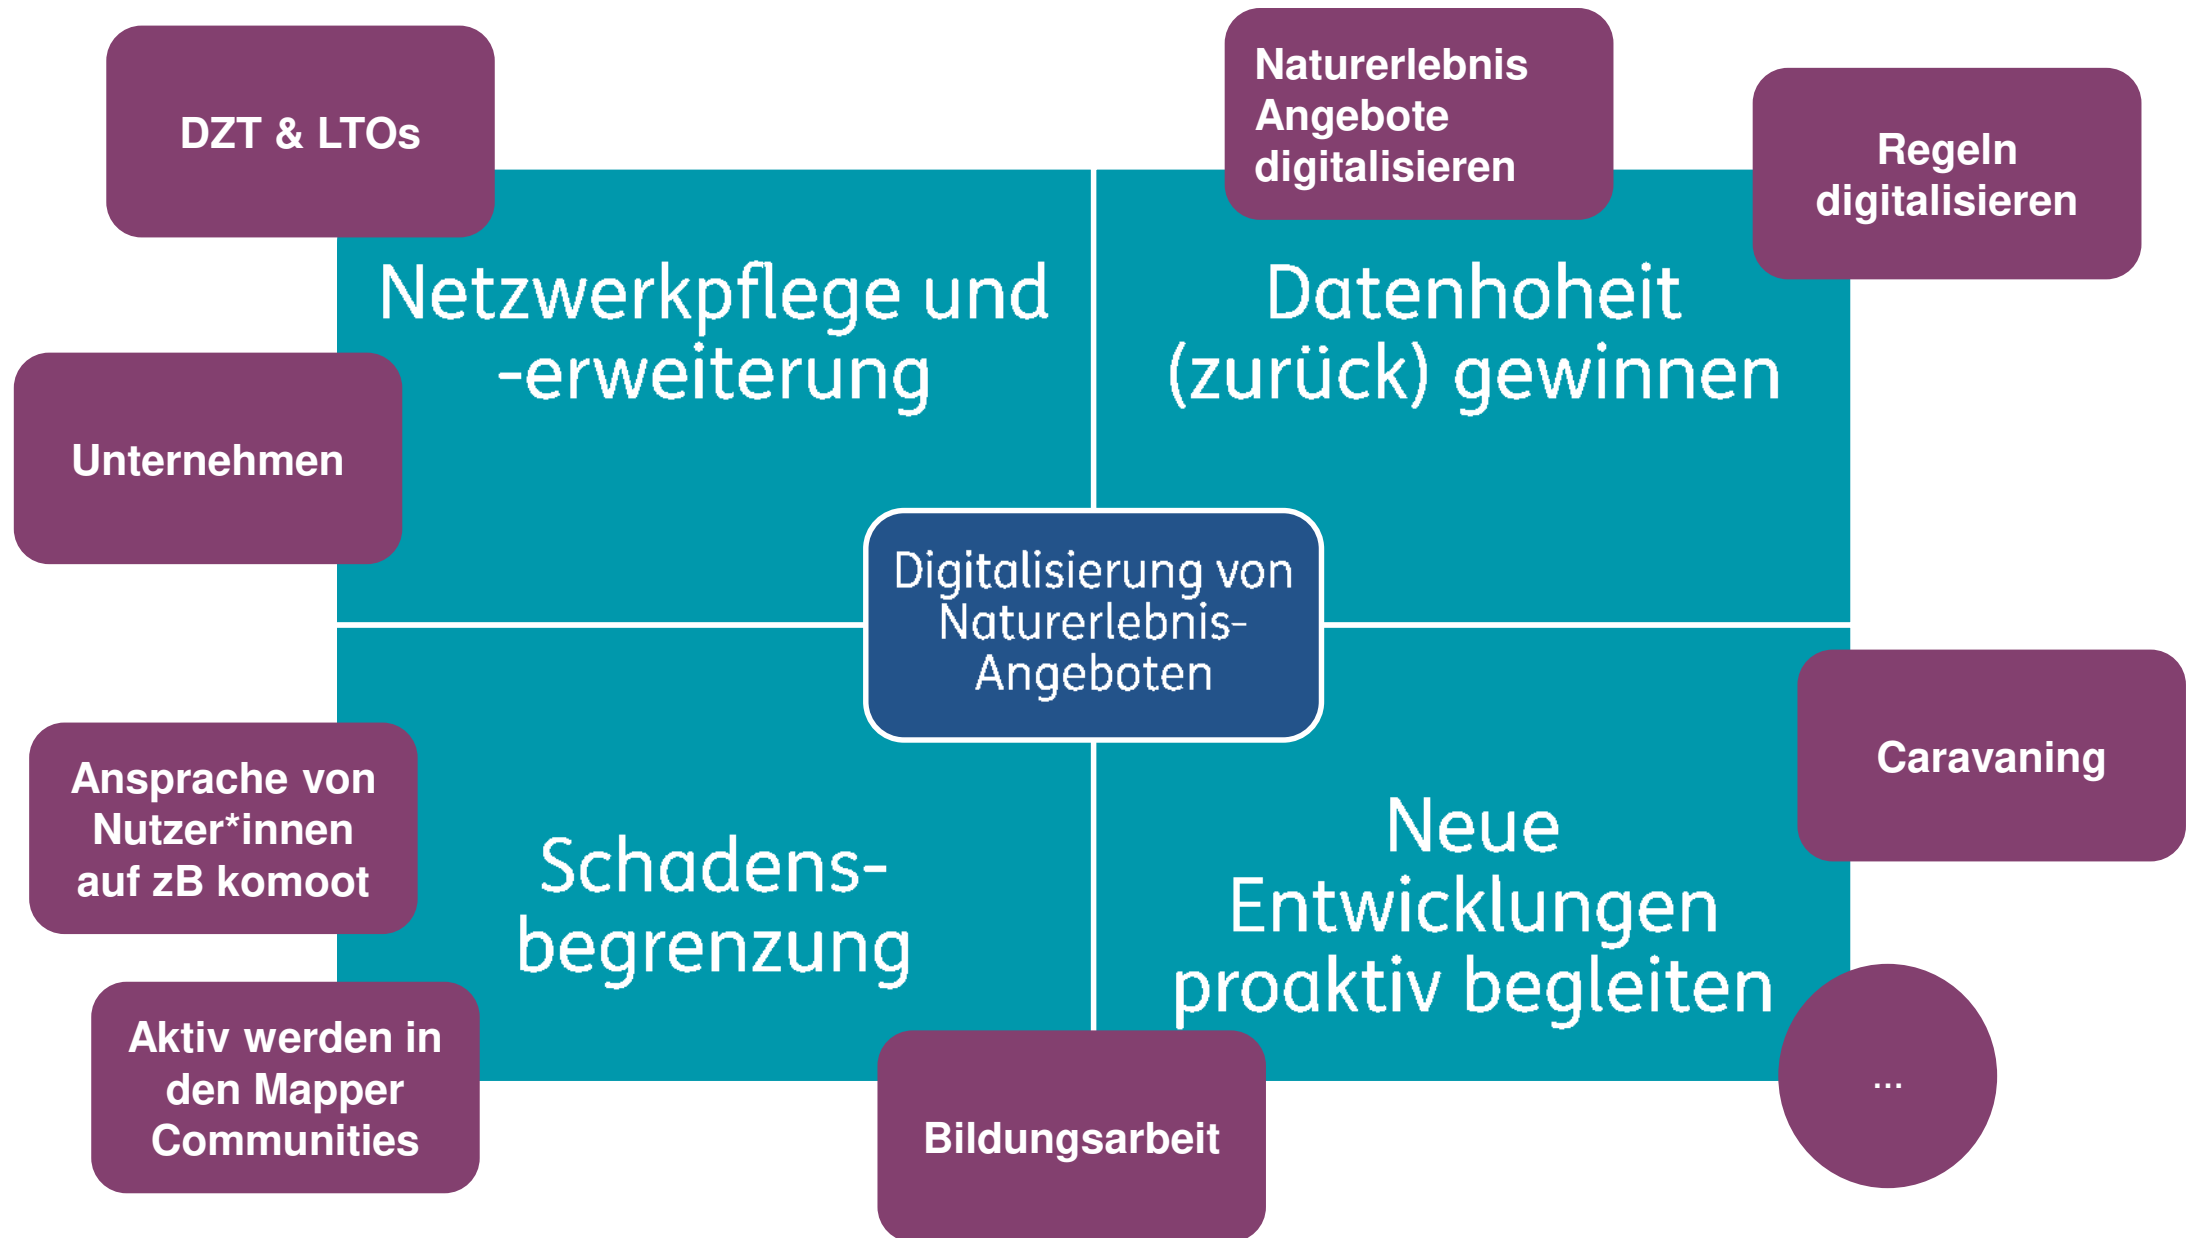 DZT & LTOs
Naturerlebnis
Angebote
digitalisieren
Regeln
digitalisieren
Netzwerkpflege und
-erweiterung
Datenhoheit
(zurück) gewinnen
Unternehmen
Digitalisierung von
Naturerlebnis-
Angeboten
Ansprache von
Nutzer*innen
auf zB komoot
Schadens-
begrenzung
Neue
Entwicklungen
proaktiv begleiten
Caravaning
Aktiv werden in
den Mapper
Communities
Bildungsarbeit
...